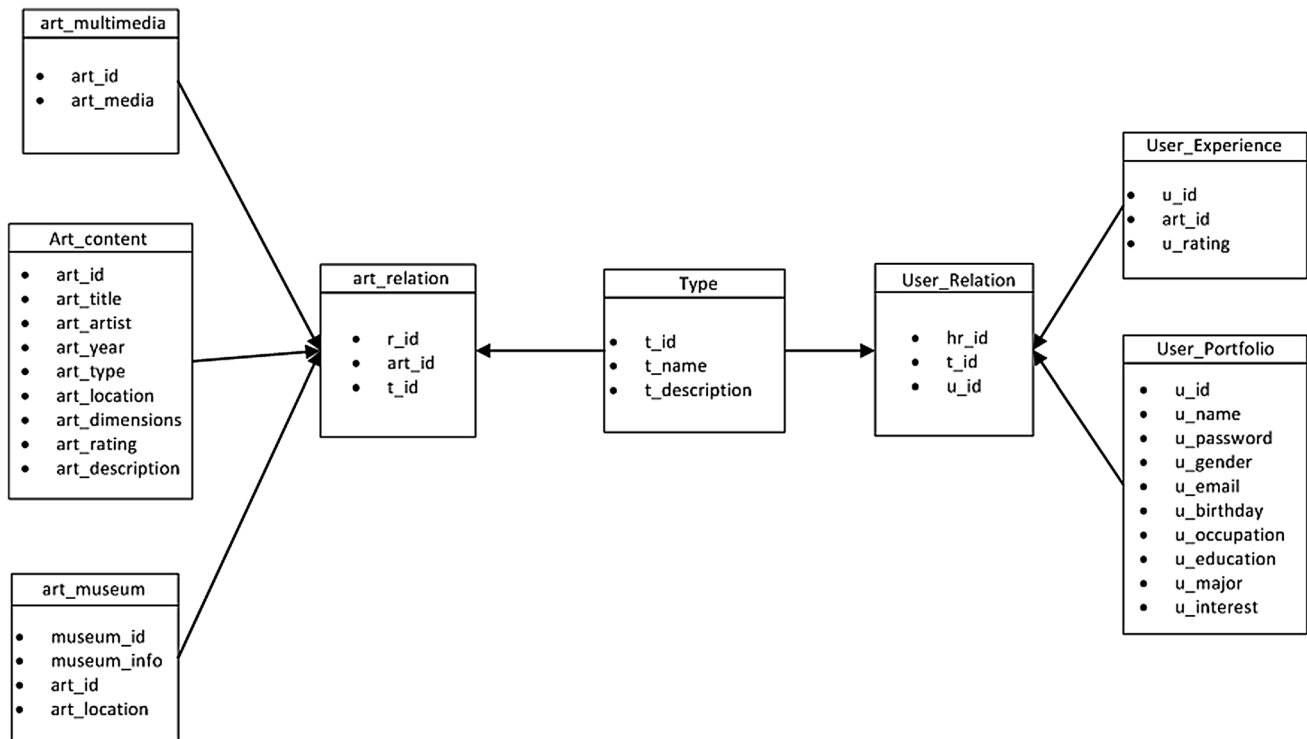 art_multimedia
• art_id
• art_media
Art_content
• art_id
• art_title
• art_artist
• art_year
• art_type
• art_location
• art_dimensions
• art_rating
• art_description
art_museum
• museum_id
• museum_info
• art_id
• art_location
art_relation
• r_id
• art_id
• t_id
Type
• t_id
• t_name
• t_description
User_Relation
• hr_id
• t_id
• u_id
User_Experience
• u_id
• art_id
• u_rating
User_Portfolio
• u_id
• u_name
• u_password
• u_gender
• u_email
• u_birthday
• u_occupation
• u_education
• u_major
• u_interest